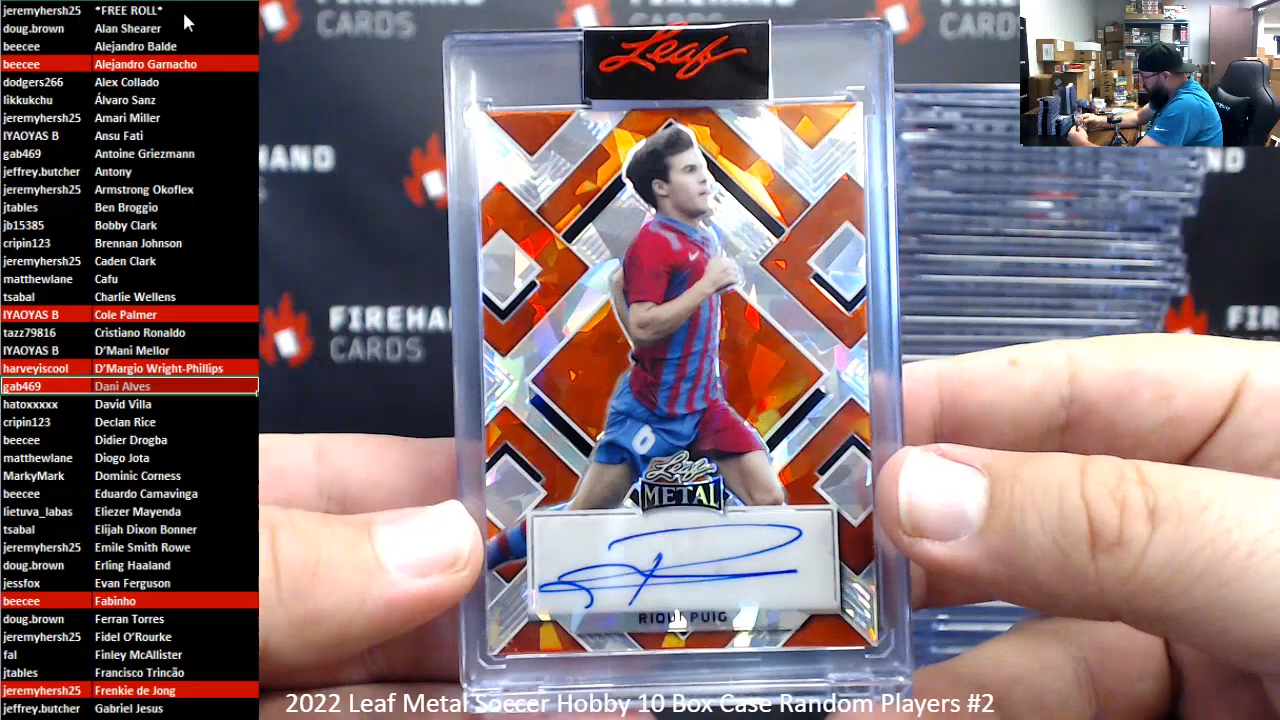 jeremyhersh25 *FREE ROLL*
doug.brown Alan Shearer
beecee Alejandro Balde
beecee Alejandro Garnacho
dodgers266 Alex Collado
likkukchu Álvaro Sanz
jeremyhersh25 Amari Miller
IYAOYAS B Ansu Fati
gab469 Antoine Griezmann
jeffrey.butcher Antony
jeremyhersh25 Armstrong Okoflex
jtables Ben Broggio
jb15385 Bobby Clark
cripin123 Brennan Johnson
jeremyhersh25 Caden Clark
matthewlane Cafu
tsabal Charlie Wellens
IYAOYAS B Cole Palmer
tazz79816 Cristiano Ronaldo
IYAOYAS B D’Mani Mellor
harveyiscool D’Margio Wright-Phillips
gab469 Dani Alves
hatoxxxxx David Villa
cripin123 Declan Rice
beecee Didier Drogba
matthewlane Diogo Jota
MarkyMark Dominic Corness
beecee Eduardo Camavinga
lietuva_labas Eliezer Mayenda
tsabal Elijah Dixon Bonner
jeremyhersh25 Emile Smith Rowe
doug.brown Erling Haaland
jessfox Evan Ferguson
beecee Fabinho
doug.brown Ferran Torres
jeremyhersh25 Fidel O’Rourke
fal Finley McAllister
jtables Francisco Trincão
jeremyhersh25 Frenkie de Jong
jeffrey.butcher Gabriel Jesus
CARDS
CARDS
Leaf
FIREHAND
CARDS
FIR
6
Leaf
METAL
RIQUI PUIG
2022 Leaf Metal Soccer Hobby 10 Box Case Random Players #2